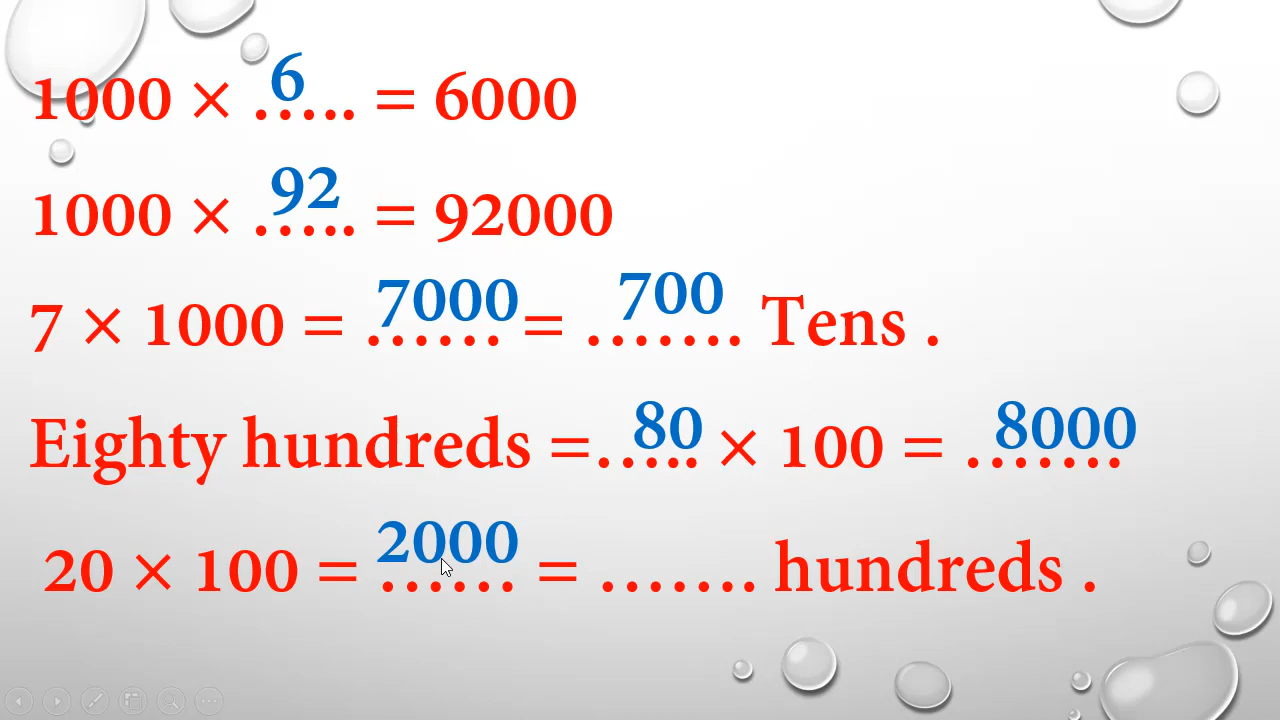 1000 × 6 ..... = 6000
1000 × 92 ..... = 92000
7 × 1000 = 7000 ...... = 700 ....... Tens .
Eighty hundreds = 80 ..... × 100 = 8000 .......
20 × 100 = 2000 ...... = ....... hundreds .